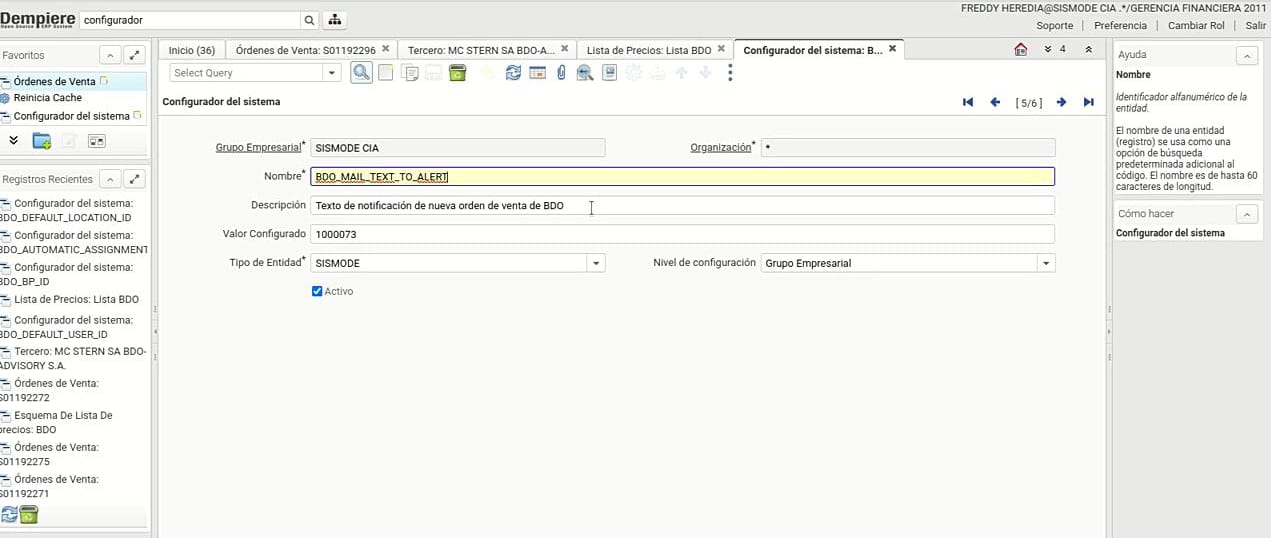 Dempiere
configurador
FREDDY HEREDIA@SISMODE CIA .*/GERENCIA FINANCIERA 2011
Soporte Preferencia Cambiar Rol Salir
Favoritos
Órdenes de Venta
Reinicia Cache
Configurador del sistema
Registros Recientes
Configurador del sistema:
BDO_DEFAULT_LOCATION_ID
Configurador del sistema:
BDO_AUTOMATIC_ASSIGNMENT
Configurador del sistema:
BDO_BP_ID
Lista de Precios: Lista BDO
Configurador del sistema:
BDO_DEFAULT_USER_ID
Tercero: MC STERN SA BDO-
ADVISORY S.A.
Órdenes de Venta:
S01192272
Esquema De Lista De
precios: BDO
Órdenes de Venta:
S01192275
Órdenes de Venta:
S01192271
Inicio (36) Órdenes de Venta: S01192296 Tercero: MC STERN SA BDO-A... Lista de Precios: Lista BDO Configurador del sistema: B... 4
Select Query
Configurador del sistema [ 5/6 ]
Grupo Empresarial* SISMODE CIA Organización* *
Nombre* BDO_MAIL_TEXT_TO_ALERT
Descripción Texto de notificación de nueva orden de venta de BDO
Valor Configurado 1000073
Tipo de Entidad* SISMODE Nivel de configuración Grupo Empresarial
Activo
Ayuda
Nombre
Identificador alfanumérico de la
entidad.
El nombre de una entidad
(registro) se usa como una
opción de búsqueda
predeterminada adicional al
código. El nombre es de hasta 60
caracteres de longitud.
Cómo hacer
Configurador del sistema